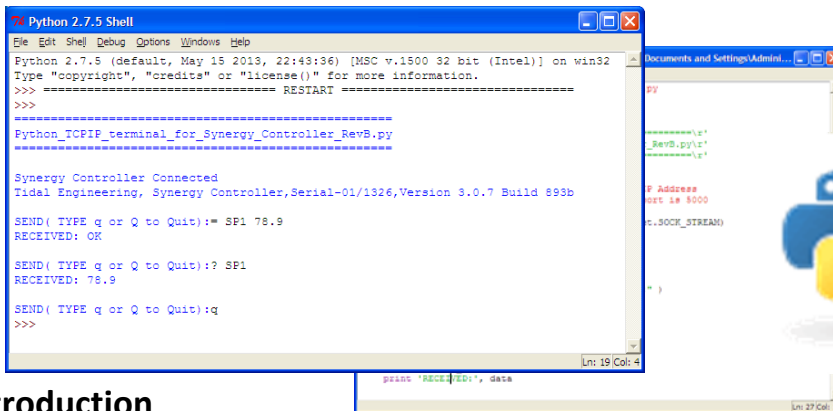 Python 2.7.5 Shell
File Edit Shell Debug Options Windows Help
Python 2.7.5 (default, May 15 2013, 22:43:36) [MSC v.1500 32 bit (Intel)] on win32
Type "copyright", "credits" or "license()" for more information.
>>> ================================ RESTART ================================
>>>
====================================================
Python_TCPIP_terminal_for_Synergy_Controller_RevB.py
====================================================
Synergy Controller Connected
Tidal Engineering, Synergy Controller,Serial-01/1326,Version 3.0.7 Build 893b
SEND( TYPE q or Q to Quit):= SP1 78.9
RECEIVED: OK
SEND( TYPE q or Q to Quit):? SP1
RECEIVED: 78.9
SEND( TYPE q or Q to Quit):q
>>>
Ln: 19 Col: 4
Documents and Settings\Admini...
py
========\r'
_RevB.py\r'
========\r'
IP Address
port is 5000
t.SOCK_STREAM)
" )
print 'RECEIVED:', data
Ln: 27 Col:
troduction